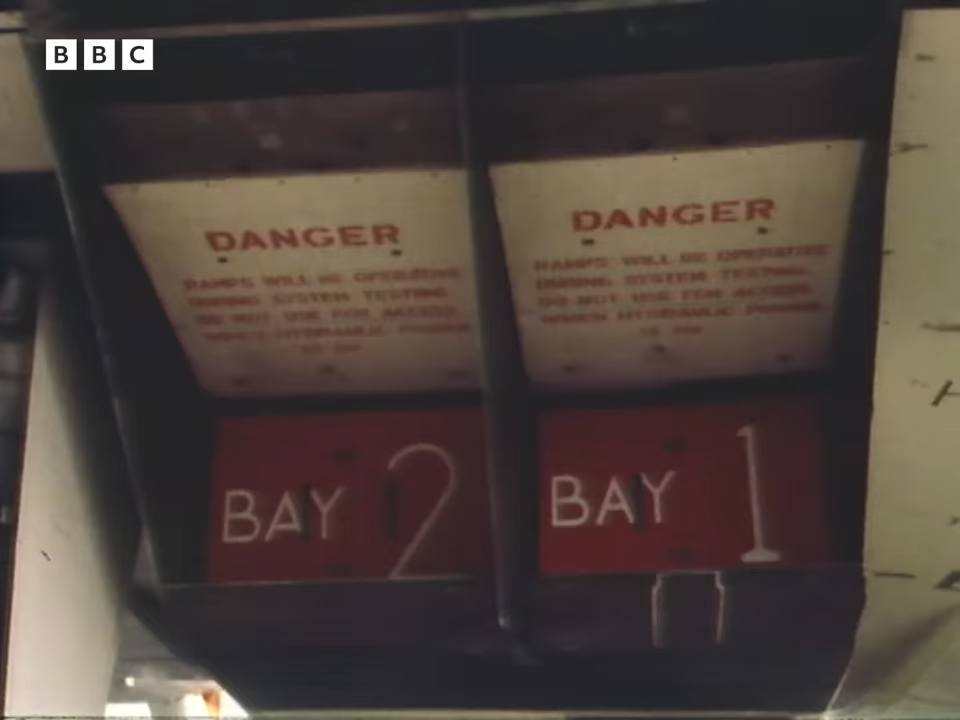 BBC
DANGER
RAMPS WILL BE OPERATIVE
DURING SYSTEM TESTING
DO NOT USE FOR ACCESS
WHEN HYDRAULIC POWER
IS ON
DANGER
RAMPS WILL BE OPERATIVE
DURING SYSTEM TESTING
DO NOT USE FOR ACCESS
WHEN HYDRAULIC POWER
IS ON
BAY 2
BAY 1